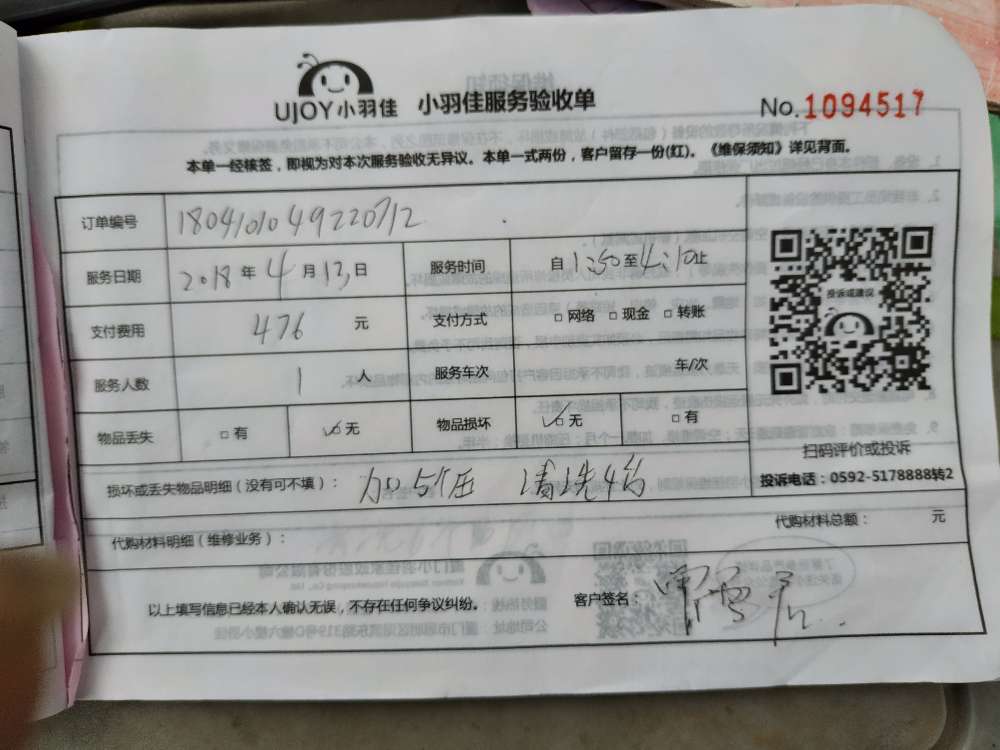 UJOY小羽佳 小羽佳服务验收单 No.1094517
本单一经核签，即视为对本次服务验收无异议。本单一式两份，客户留存一份(红)。《维保须知》详见背面。
订单编号 1804101049220712
服务日期 2018年4月13日 服务时间 自1:50至4:10止
支付费用 476元 支付方式 □网络 □现金 □转账
投诉或建议
服务人数 1人 服务车次 车/次
物品丢失 □有 ☑无 物品损坏 ☑无 □有
扫码评价或投诉
损坏或丢失物品明细（没有可不填）： 加5个压 清洗4台
投诉电话：0592-5178888转2
代购材料明细（维修业务）： 代购材料总额： 元
以上填写信息已经本人确认无误，不存在任何争议纠纷。 客户签名：